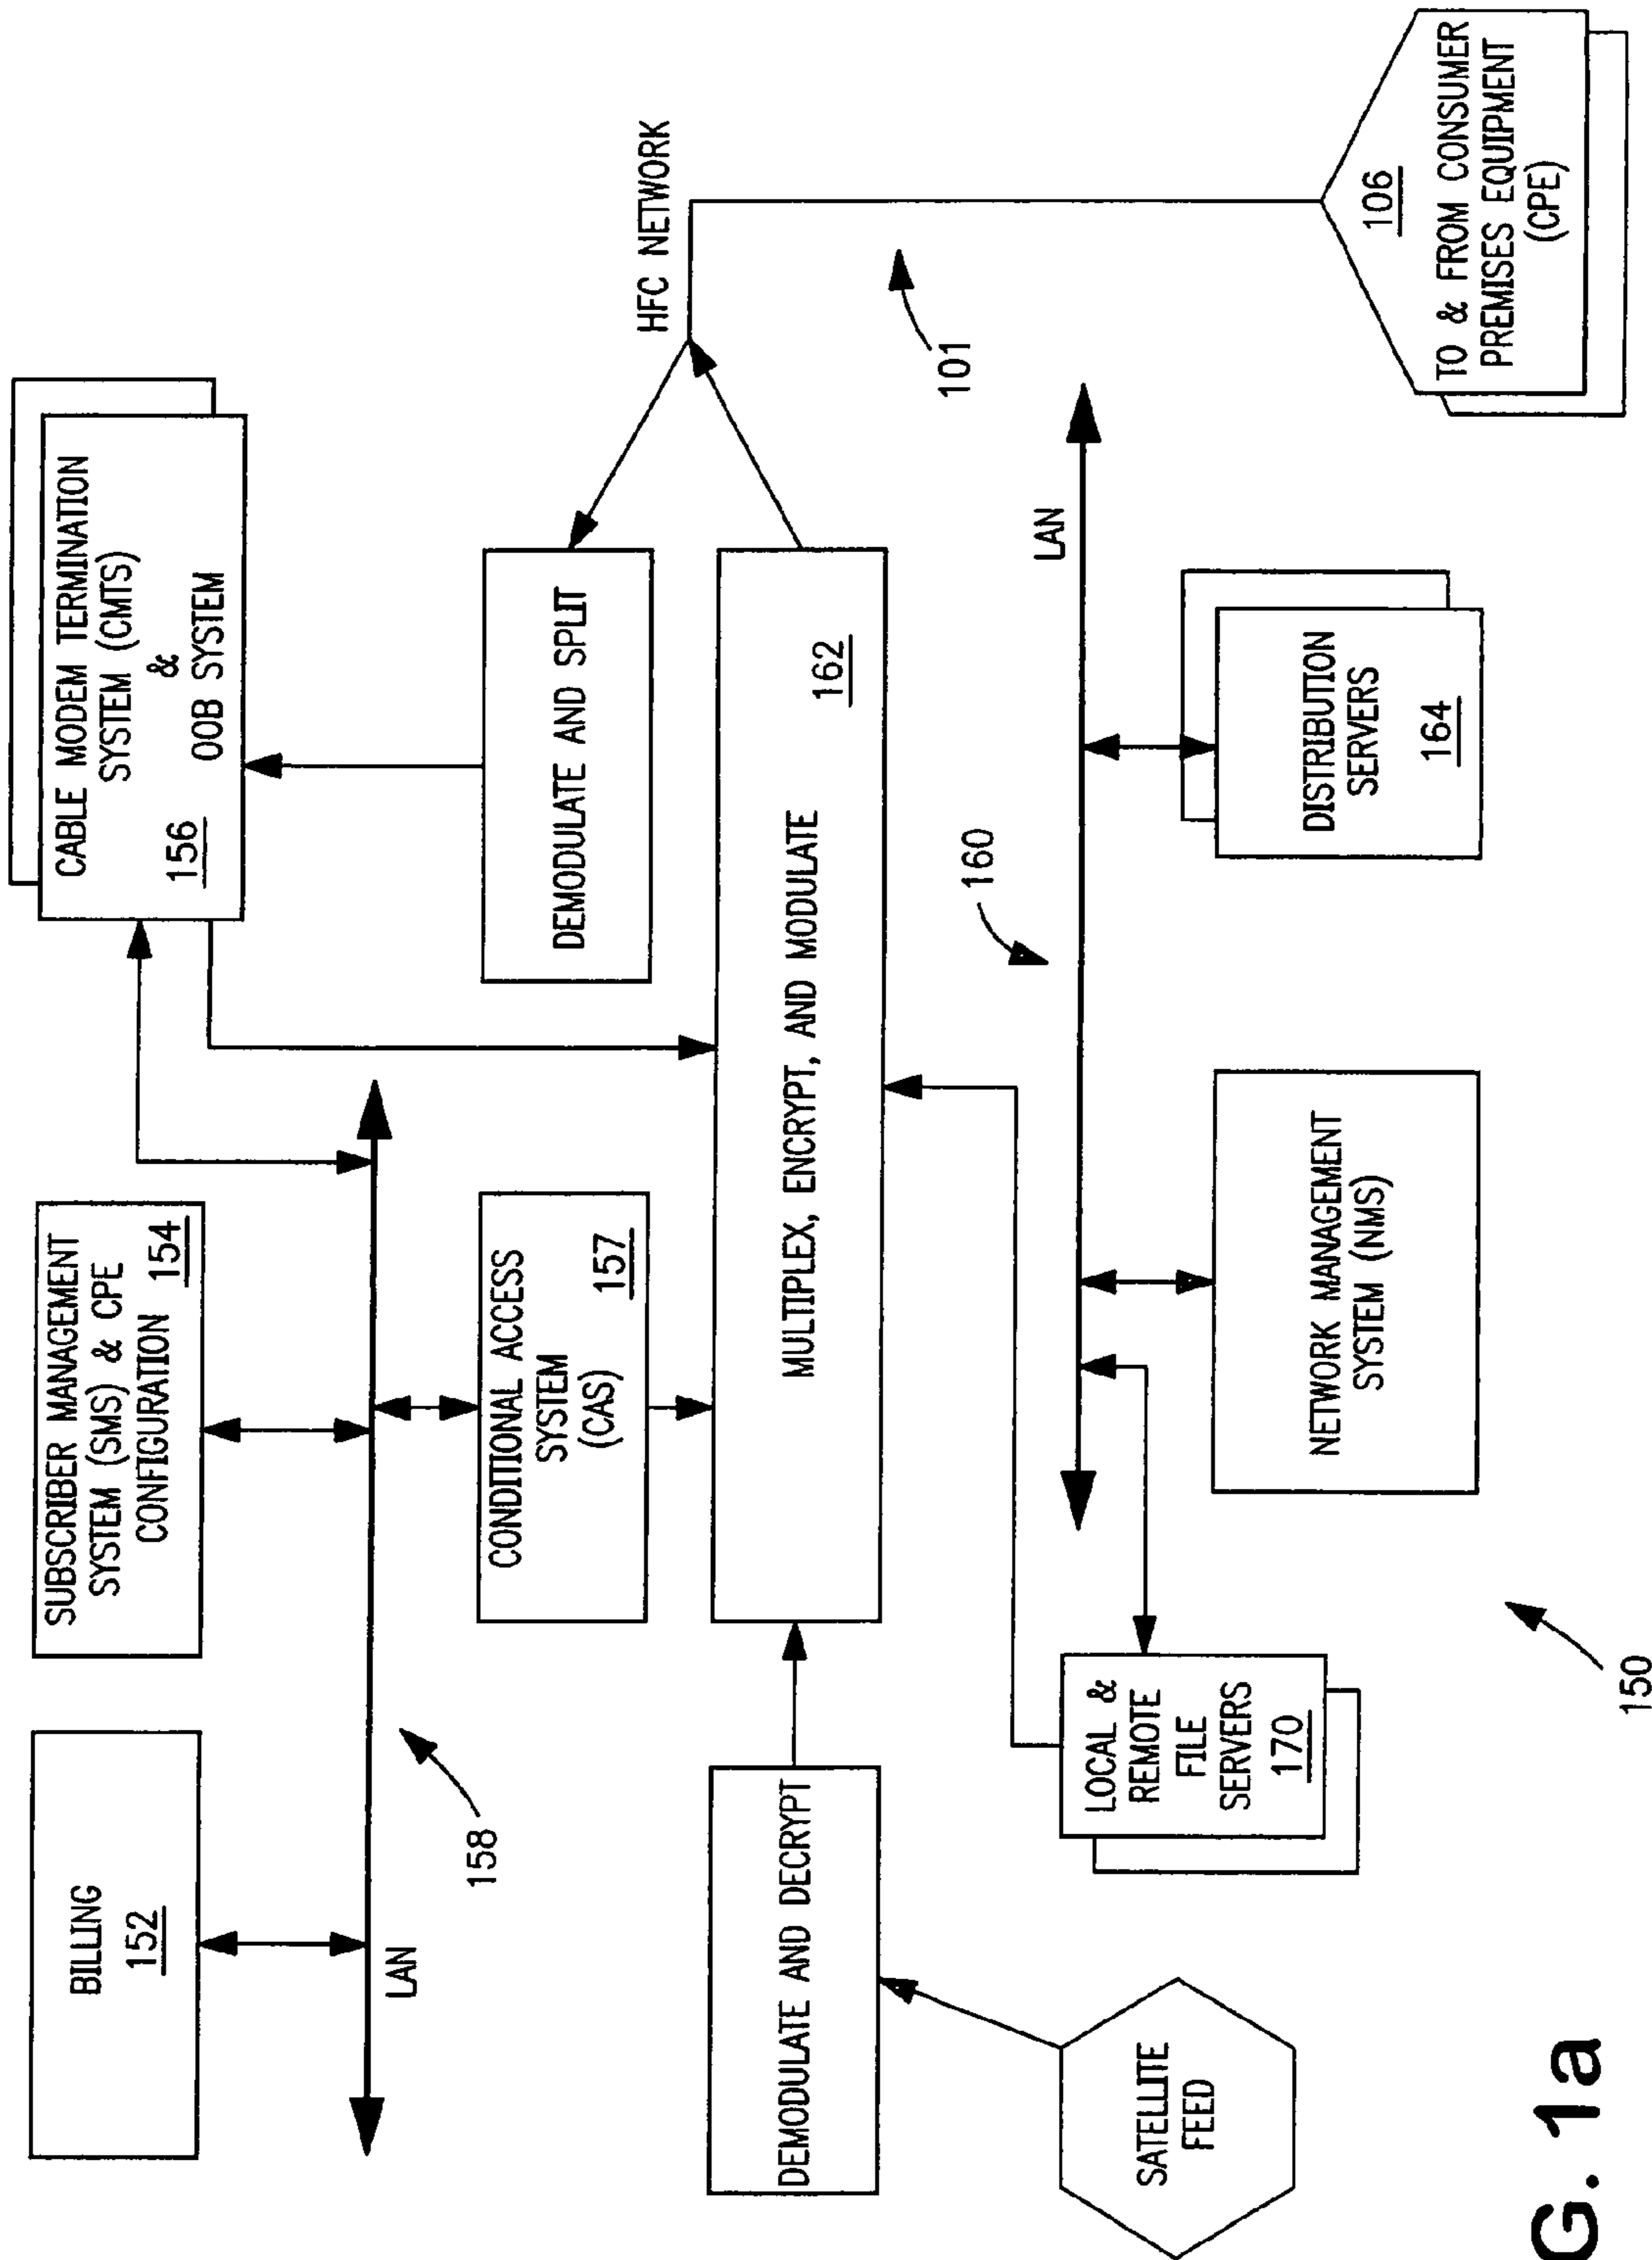 BILLING
152
SUBSCRIBER MANAGEMENT
SYSTEM (SMS) & CPE
CONFIGURATION
154
CABLE MODEM TERMINATION
SYSTEM (CMTS)
&
156
OOB SYSTEM
LAN
158
CONDITIONAL ACCESS
SYSTEM
(CAS)
157
DEMODULATE AND SPLIT
HFC NETWORK
DEMODULATE AND DECRYPT
MULTIPLEX, ENCRYPT, AND MODULATE
162
101
SATELLITE
FEED
LOCAL &
REMOTE
FILE
SERVERS
170
160
LAN
NETWORK MANAGEMENT
SYSTEM (NMS)
DISTRIBUTION
SERVERS
164
106
TO & FROM CONSUMER
PREMISES EQUIPMENT
(CPE)
150
G. 1a